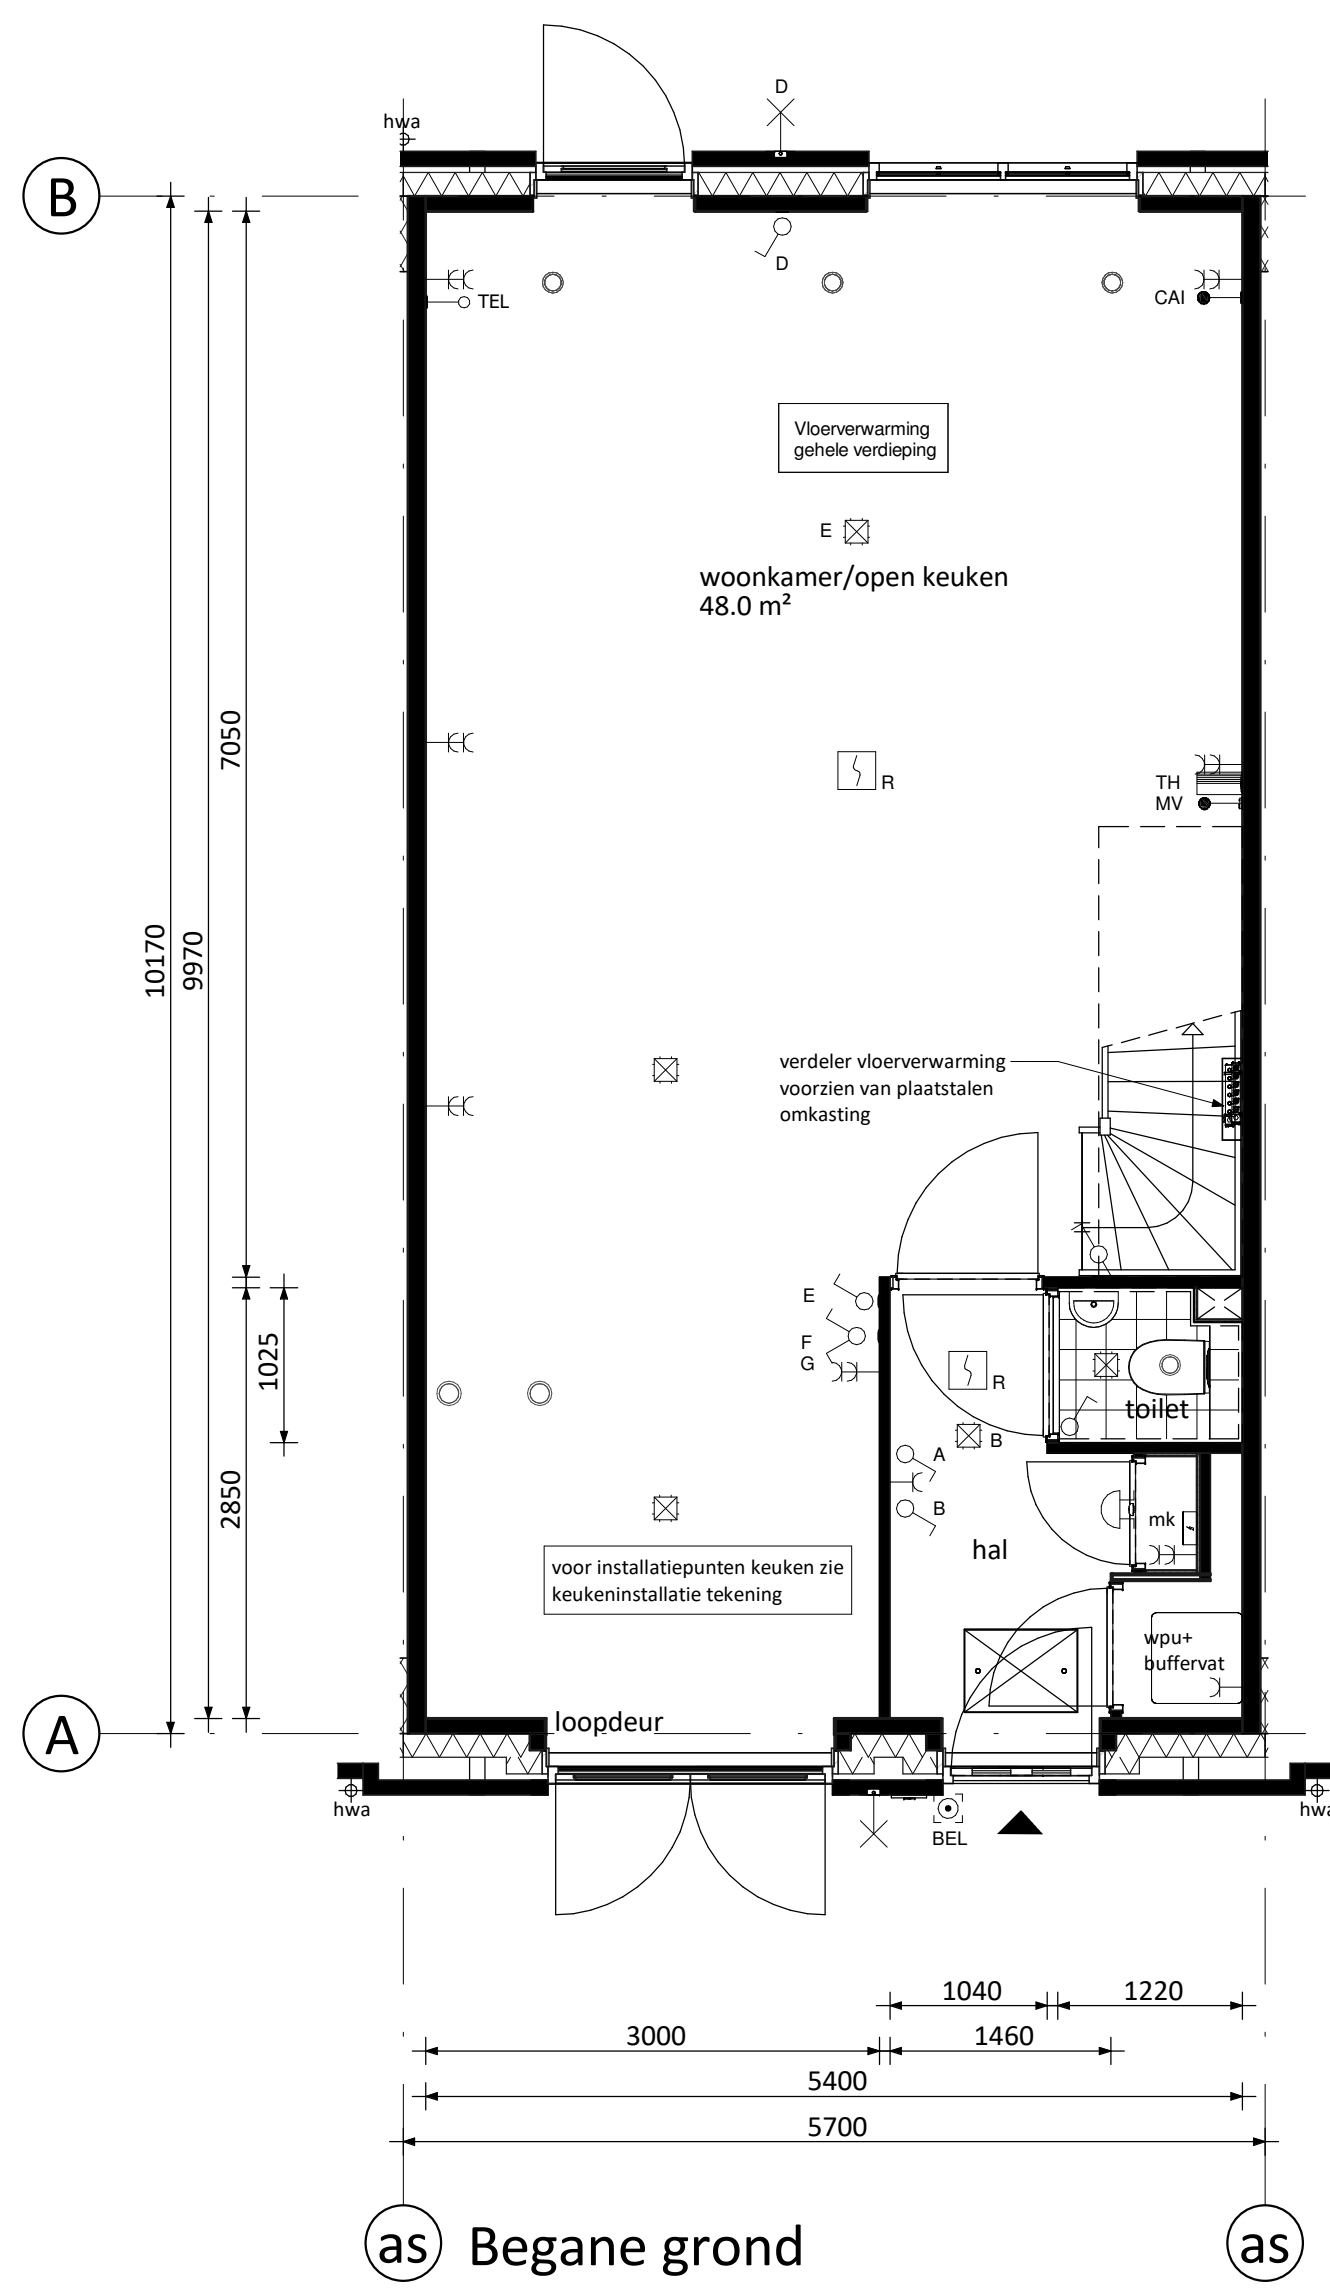 D
hwa
B
D
TEL
CAI
Vloerverwarming
gehele verdieping
E
woonkamer/open keuken
48.0 m²
7050
R
TH
MV
10170
9970
verdeler vloerverwarming
voorzien van plaatstalen
omkasting
E
F
G
1025
R
toilet
B
A
B
2850
mk
hal
voor installatiepunten keuken zie
keukeninstallatie tekening
wpu+
buffervat
A
loopdeur
hwa
hwa
BEL
1040
1220
3000
1460
5400
5700
as
Begane grond
as